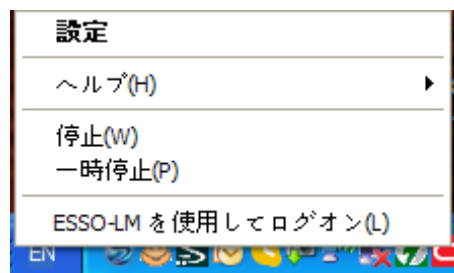 設定
ヘルプ(H)
停止(W)
一時停止(P)
ESSO-LM を使用してログオン(L)
EN